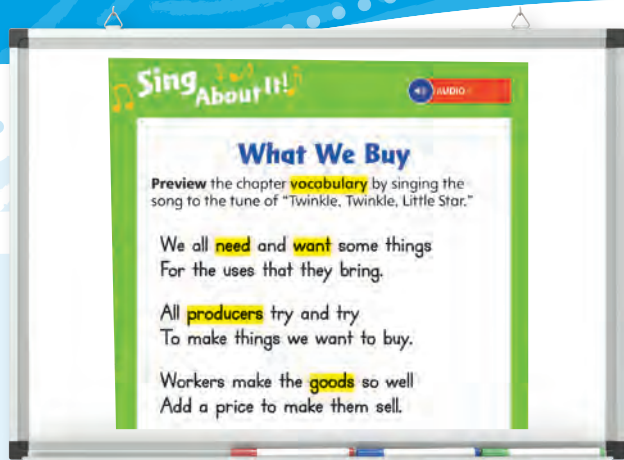 Sing
About It!
AUDIO
What We Buy
Preview the chapter vocabulary by singing the
song to the tune of “Twinkle, Twinkle, Little Star.”
We all need and want some things
For the uses that they bring.
All producers try and try
To make things we want to buy.
Workers make the goods so well
Add a price to make them sell.